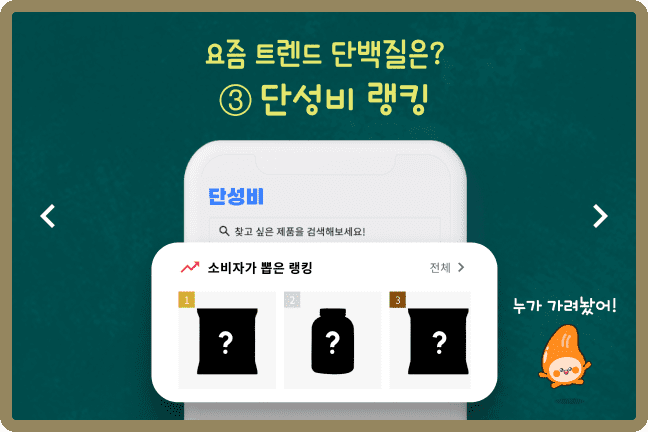 요즘 트렌드 단백질은?
③ 단성비 랭킹
단성비
찾고 싶은 제품을 검색해보세요!
소비자가 뽑은 랭킹 전체
1 2 3
? ? ?
누가 가려놨어!